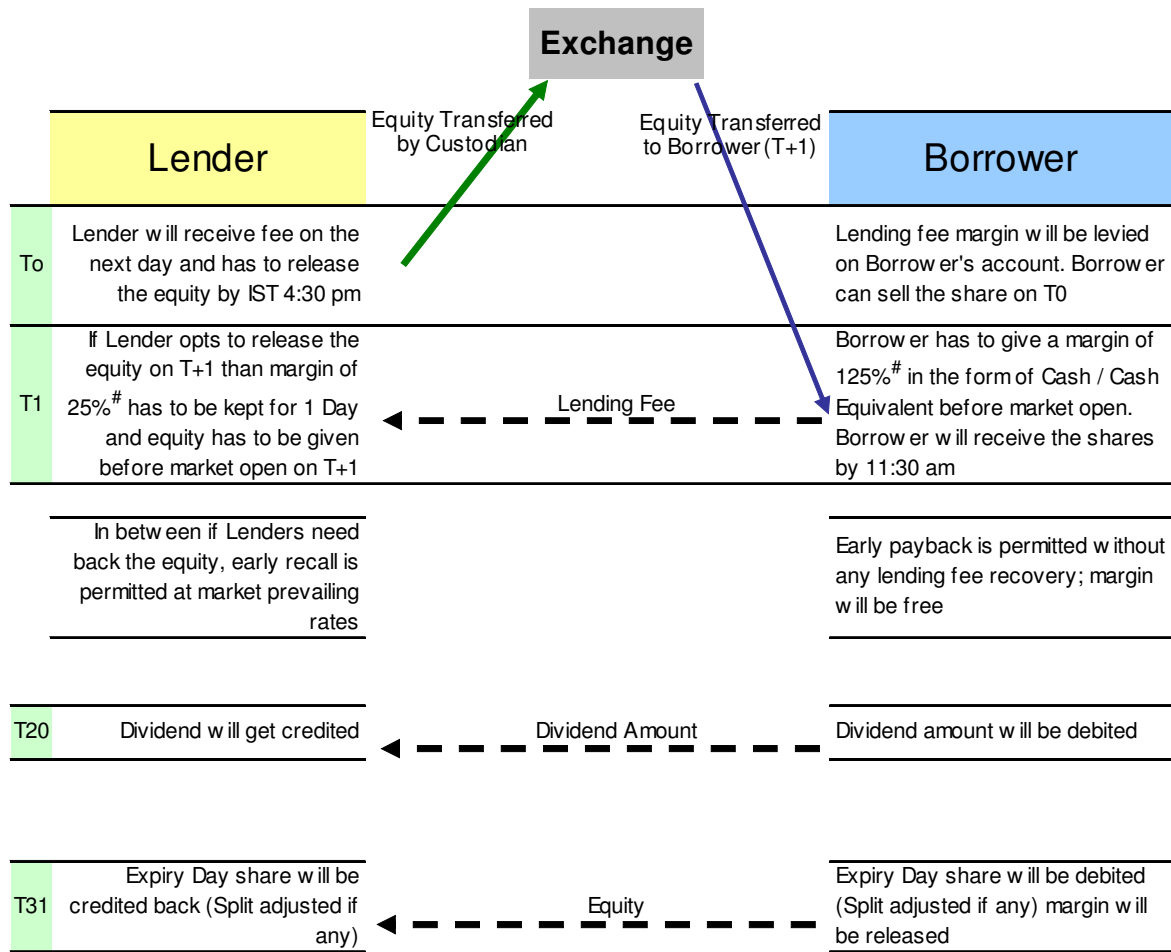 Exchange
Equity Transferred
by Custodian
Equity Transferred
to Borrower (T+1)
Lender
Borrower
To
Lender will receive fee on the
next day and has to release
the equity by IST 4:30 pm
Lending fee margin will be levied
on Borrower's account. Borrower
can sell the share on T0
T1
If Lender opts to release the
equity on T+1 than margin of
25%# has to be kept for 1 Day
and equity has to be given
before market open on T+1
Lending Fee
Borrower has to give a margin of
125%# in the form of Cash / Cash
Equivalent before market open.
Borrower will receive the shares
by 11:30 am
In between if Lenders need
back the equity, early recall is
permitted at market prevailing
rates
Early payback is permitted without
any lending fee recovery; margin
will be free
T20
Dividend will get credited
Dividend Amount
Dividend amount will be debited
T31
Expiry Day share will be
credited back (Split adjusted if
any)
Equity
Expiry Day share will be debited
(Split adjusted if any) margin will
be released